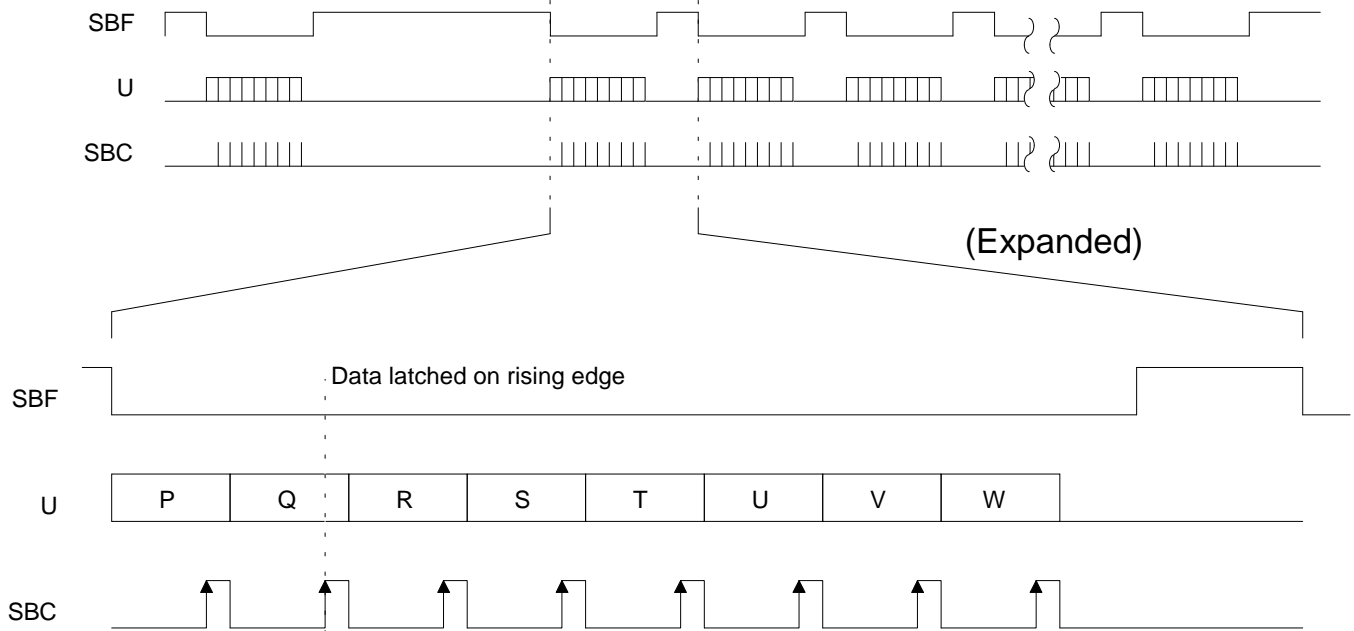 SBF
U
SBC
(Expanded)
Data latched on rising edge
SBF
U P Q R S T U V W
SBC